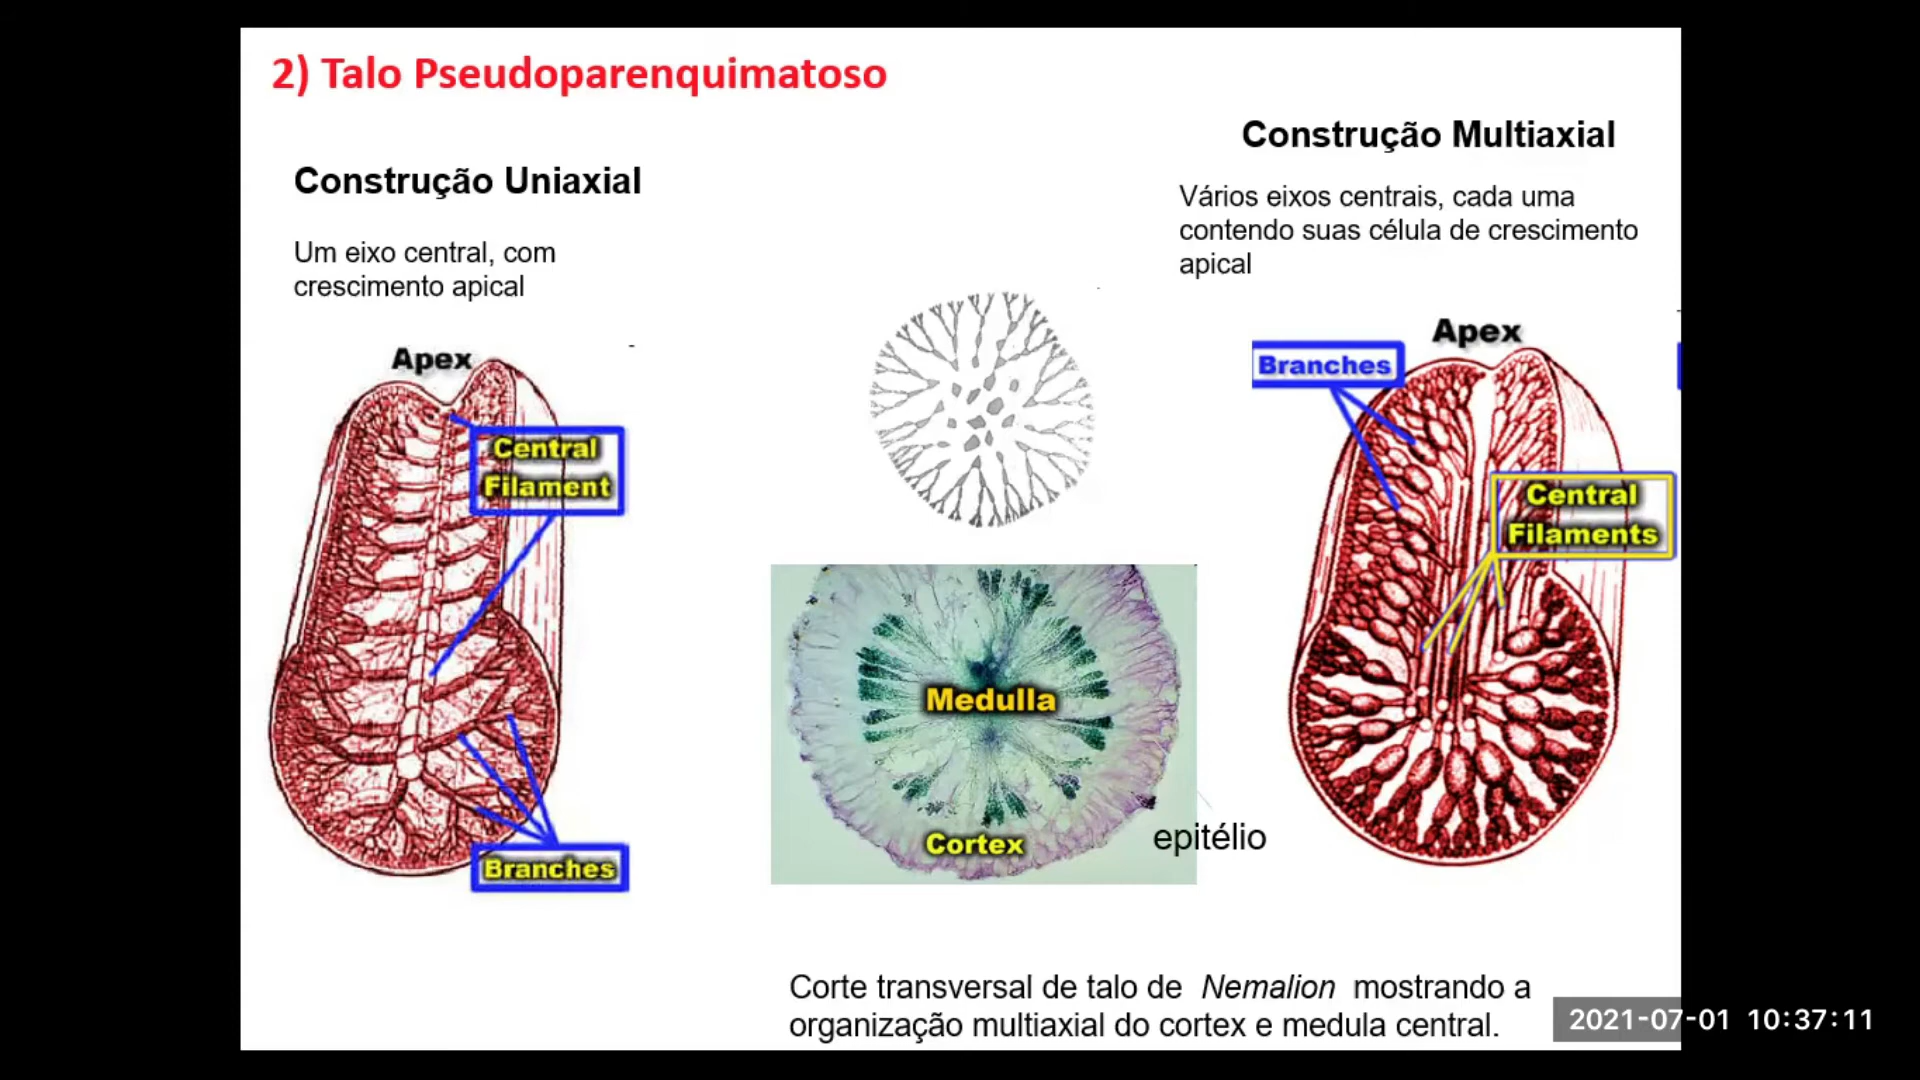 2) Talo Pseudoparenquimatoso
Construção Uniaxial
Um eixo central, com
crescimento apical
Apex
Central
Filament
Branches
Medulla
Cortex
epitélio
Construção Multiaxial
Vários eixos centrais, cada uma
contendo suas célula de crescimento
apical
Apex
Branches
Central
Filaments
Corte transversal de talo de Nemalion mostrando a
organização multiaxial do cortex e medula central.
2021-07-01 10:37:11